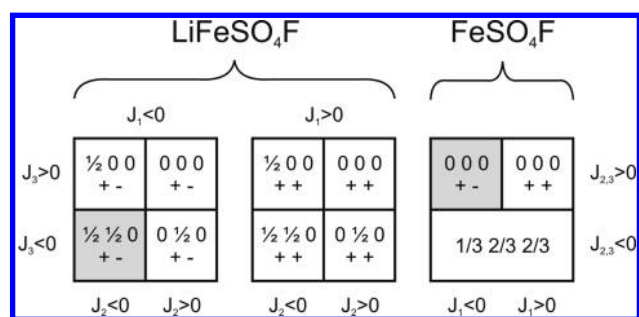 LiFeSO₄F FeSO₄F
J₁<0 J₁>0
J₃>0 ½ 0 0 0 0 0 ½ 0 0 0 0 0 0 0 0 0 0 0 J₂,₃>0
+ - + - + + + + + - + +
J₃<0 ½ ½ 0 0 ½ 0 ½ ½ 0 0 ½ 0 1/3 2/3 2/3 J₂,₃<0
+ - + - + + + +
J₂<0 J₂>0 J₂<0 J₂>0 J₁<0 J₁>0